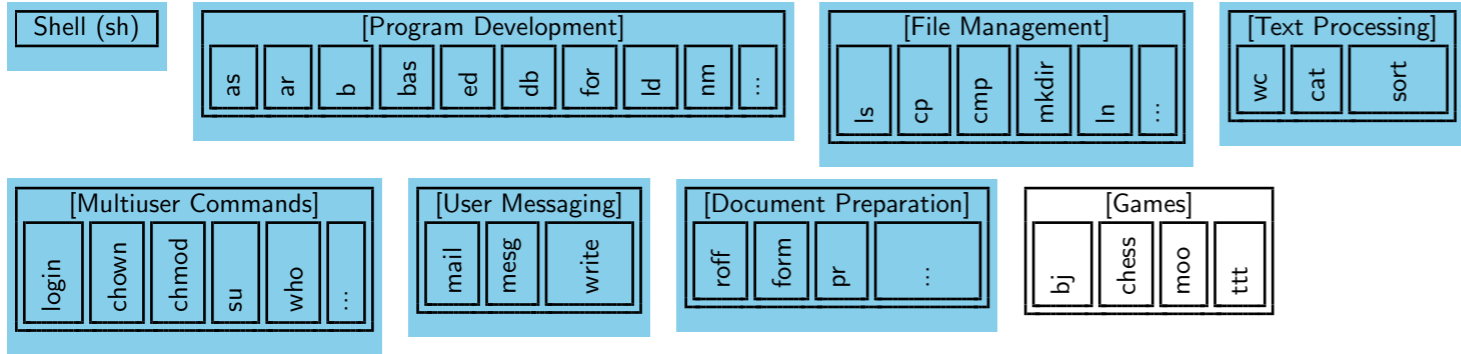 Shell (sh)
[Program Development]
as ar b bas ed db for ld nm ...
[File Management]
ls cp cmp mkdir ln ...
[Text Processing]
wc cat sort
[Multiuser Commands]
login chown chmod su who ...
[User Messaging]
mail mesg write
[Document Preparation]
roff form pr ...
[Games]
bj chess moo ttt